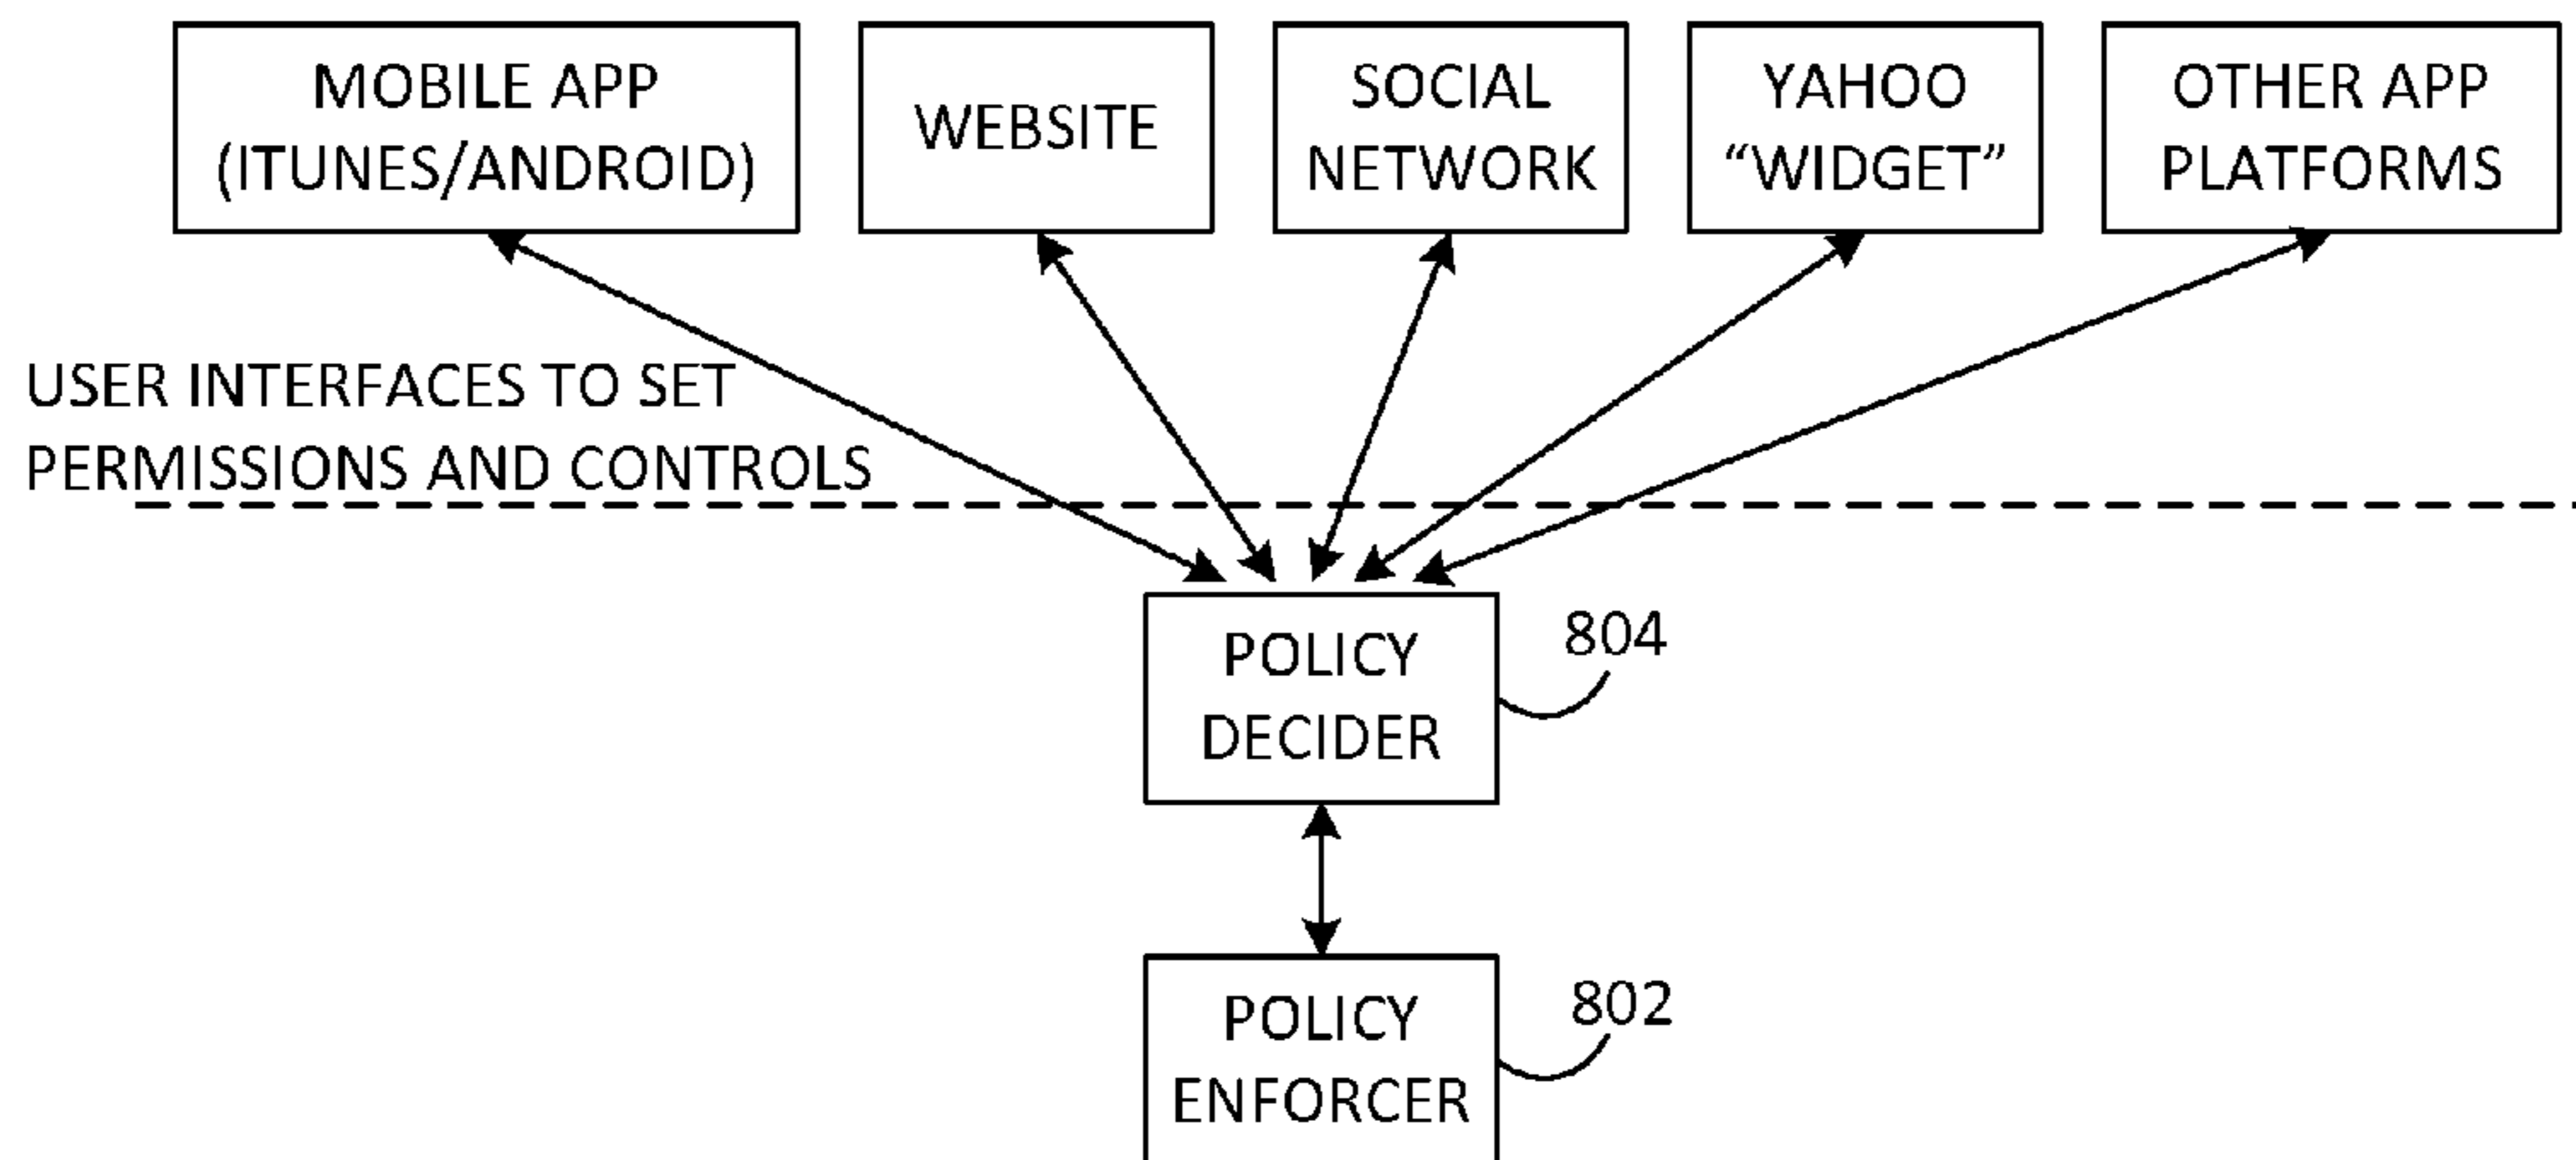 MOBILE APP
(ITUNES/ANDROID)
WEBSITE
SOCIAL
NETWORK
YAHOO
“WIDGET”
OTHER APP
PLATFORMS
USER INTERFACES TO SET
PERMISSIONS AND CONTROLS
POLICY
DECIDER
804
POLICY
ENFORCER
802